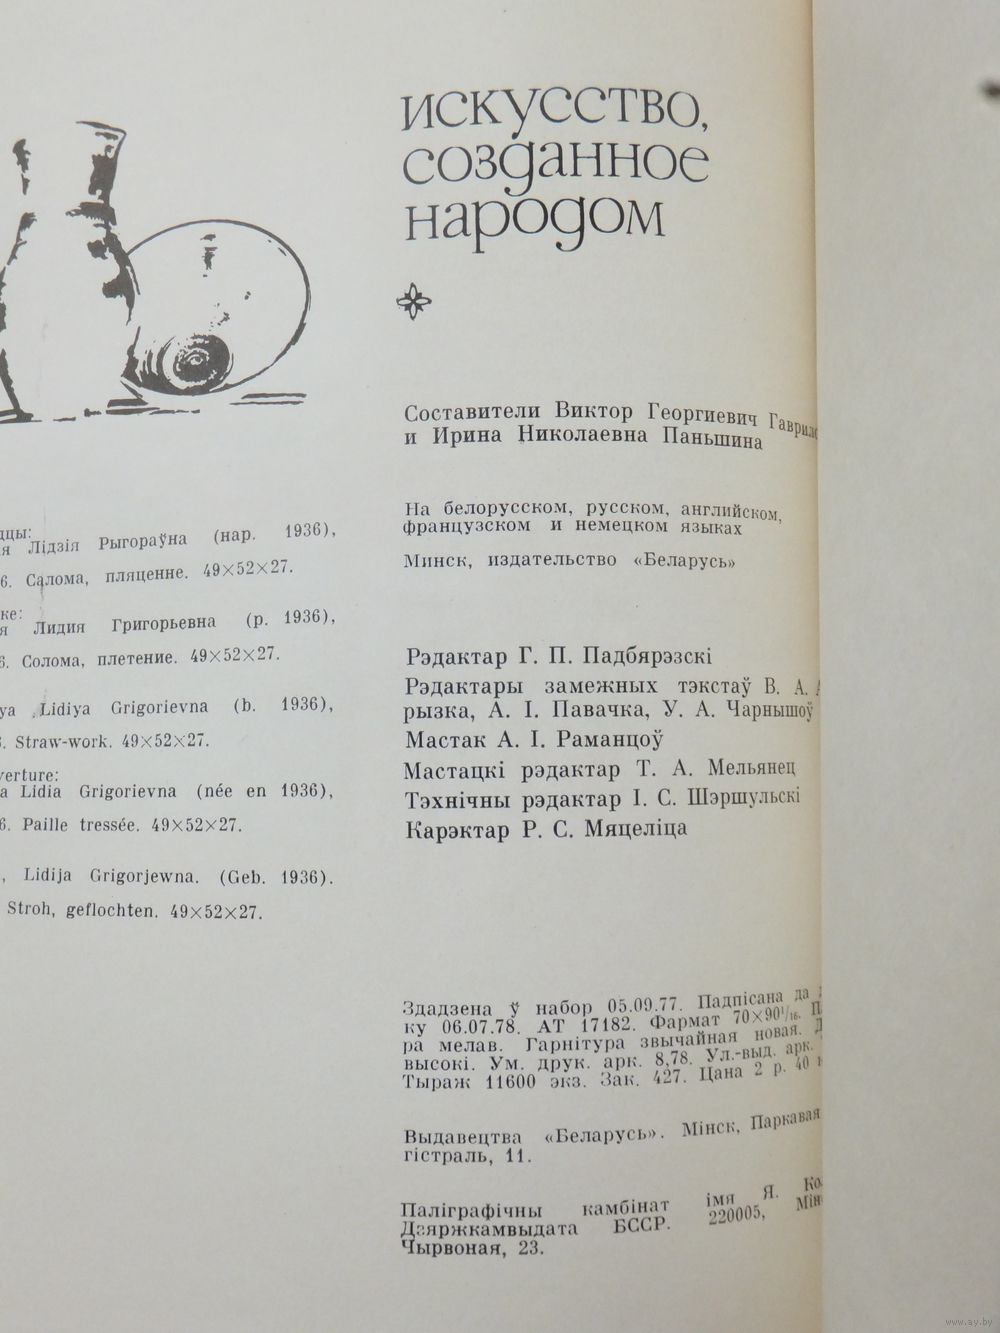 искусство,
созданное
народом
Составители Виктор Георгиевич
и Ирина Николаевна Паньшина
На белорусском, русском, английском,
французском и немецком языках
Минск, издательство «Беларусь»
Рэдактар Г. П. Падбярэзскі
Рэдактары замежных тэкстаў В. А.
рызка, А. І. Павачка, У. А. Чарнышоў
Мастак А. І. Раманцоў
Мастацкі рэдактар Т. А. Мельянец
Тэхнічны рэдактар І. С. Шэршульскі
Карэктар Р. С. Мяцеліца
Здадзена ў набор 05.09.77. Падпісана да
ку 06.07.78. АТ 17182. Фармат 70×90¹/₁₆.
ра мелав. Гарнітура звычайная новая.
высокі. Ум. друк. арк. 8,78. Ул.-выд. арк.
Тыраж 11600 экз. Зак. 427. Цана 2 р. 40
Выдавецтва «Беларусь». Мінск, Паркавая
гістраль, 11.
Паліграфічны камбінат імя Я.
Дзяржкамвыдата БССР. 220005,
Чырвоная, 23.
Лідзія Рыгораўна (нар. 1936),
6. Салома, пляценне. 49×52×27.
Лидия Григорьевна (р. 1936),
6. Солома, плетение. 49×52×27.
Lidiya Grigorievna (b. 1936),
Straw-work. 49×52×27.
Lidia Grigorievna (née en 1936),
6. Paille tressée. 49×52×27.
Lidija Grigorjewna. (Geb. 1936).
Stroh, geflochten. 49×52×27.
www.ay.by